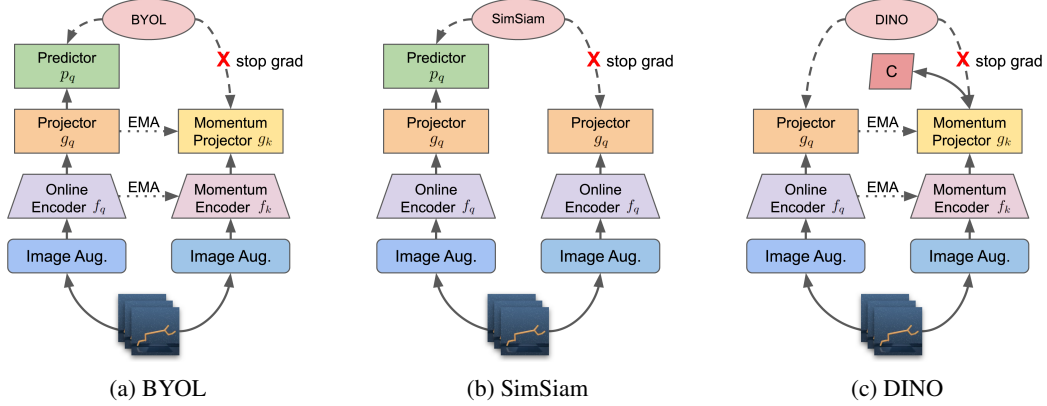 BYOL
Predictor
p_q
stop grad
Projector
g_q
EMA
Momentum
Projector g_k
Online
Encoder f_q
EMA
Momentum
Encoder f_k
Image Aug.
Image Aug.
(a) BYOL
SimSiam
Predictor
p_q
stop grad
Projector
g_q
Projector
g_q
Online
Encoder f_q
Online
Encoder f_q
Image Aug.
Image Aug.
(b) SimSiam
DINO
C
stop grad
Projector
g_q
EMA
Momentum
Projector g_k
Online
Encoder f_q
EMA
Momentum
Encoder f_k
Image Aug.
Image Aug.
(c) DINO